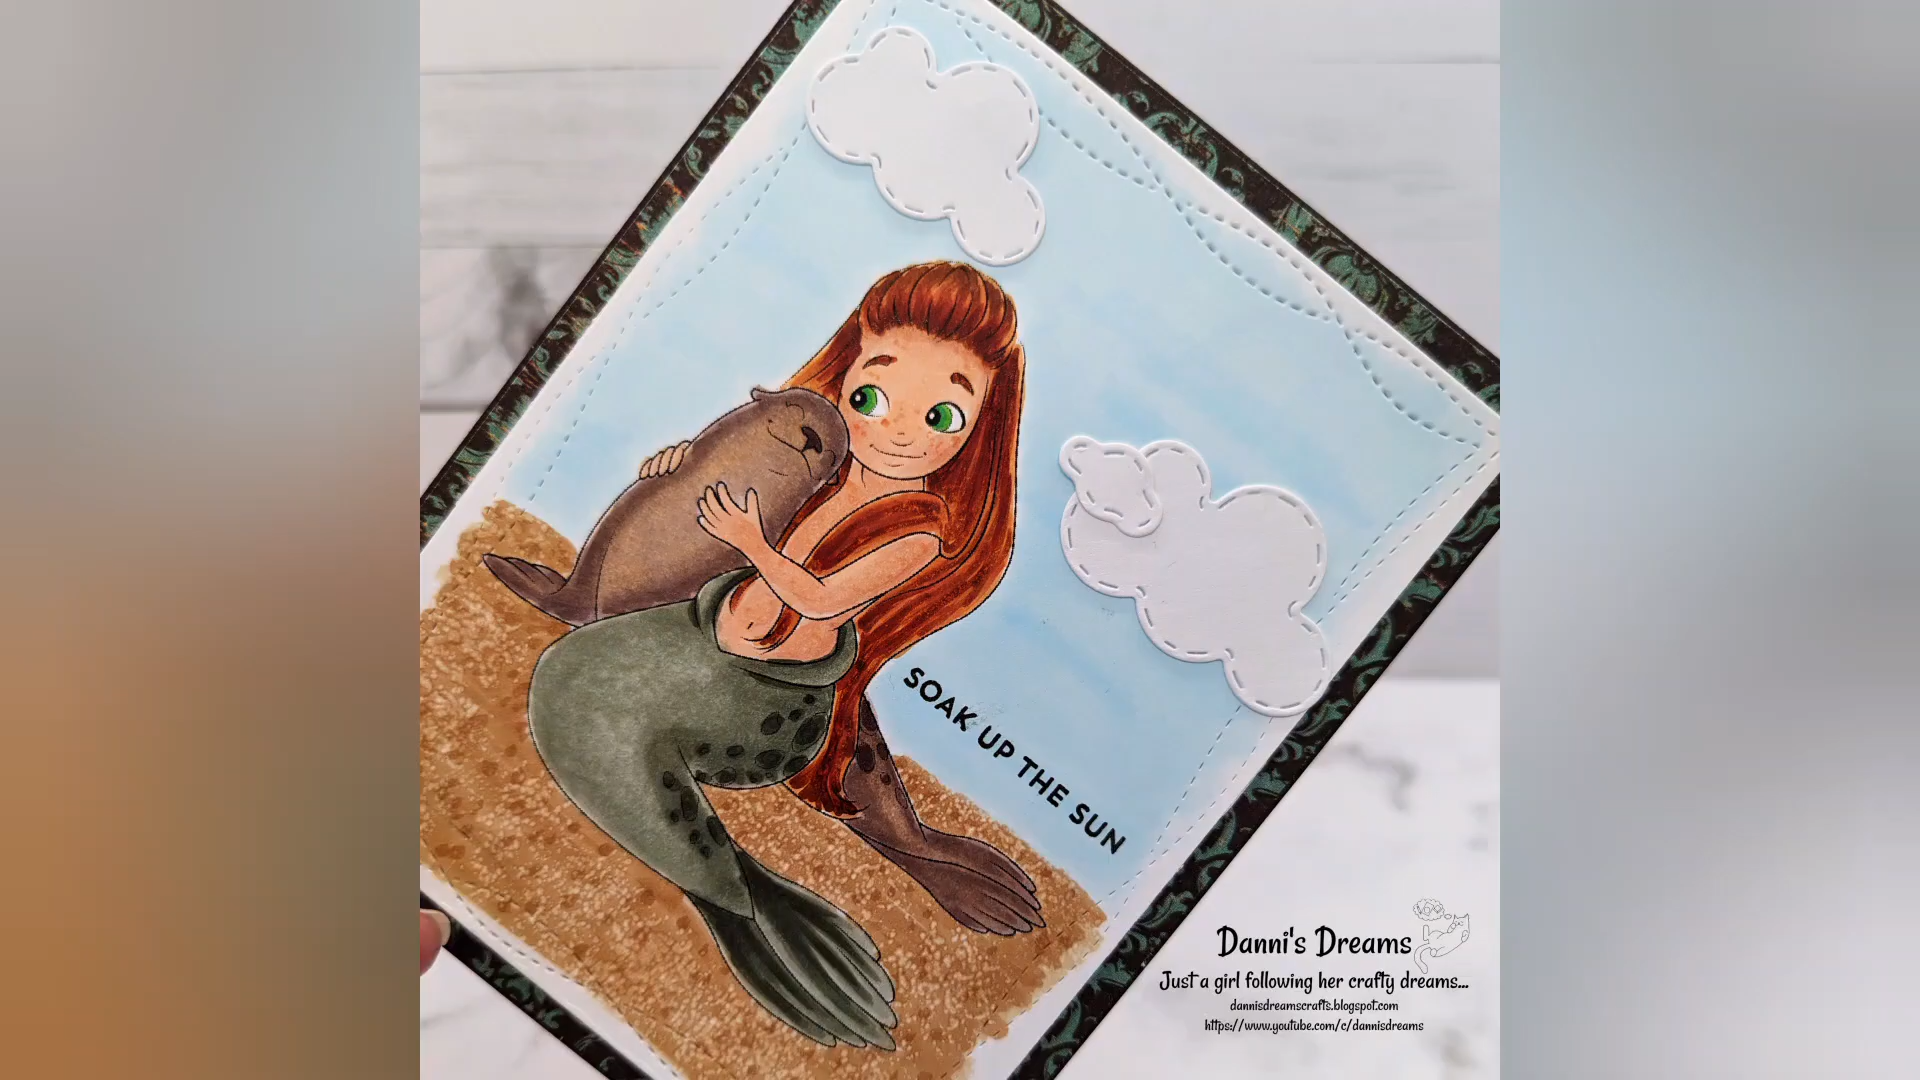 SOAK UP THE SUN
Danni's Dreams
Just a girl following her crafty dreams...
dannisdreamscrafts.blogspot.com
https://www.youtube.com/c/dannisdreams